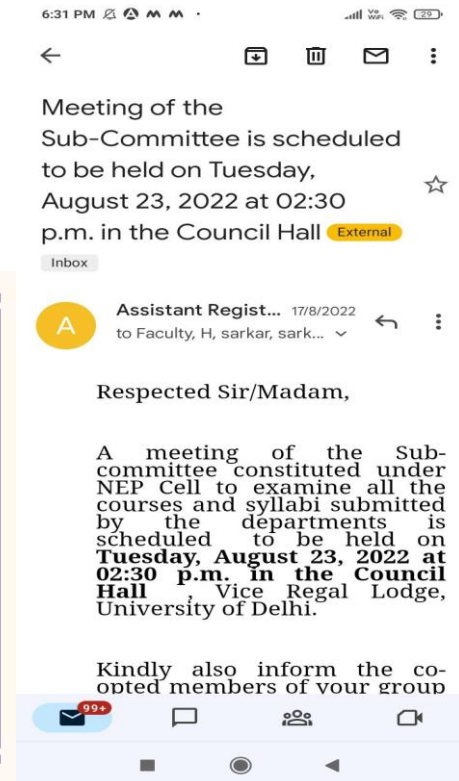 6:31 PM
Vo
WiFi
29
Meeting of the
Sub-Committee is scheduled
to be held on Tuesday,
August 23, 2022 at 02:30
p.m. in the Council Hall External
Inbox
A
Assistant Regist... 17/8/2022
to Faculty, H, sarkar, sark...
Respected Sir/Madam,
A meeting of the Sub-
committee constituted under
NEP Cell to examine all the
courses and syllabi submitted
by the departments is
scheduled to be held on
Tuesday, August 23, 2022 at
02:30 p.m. in the Council
Hall , Vice Regal Lodge,
University of Delhi.
Kindly also inform the co-
opted members of your group
99+